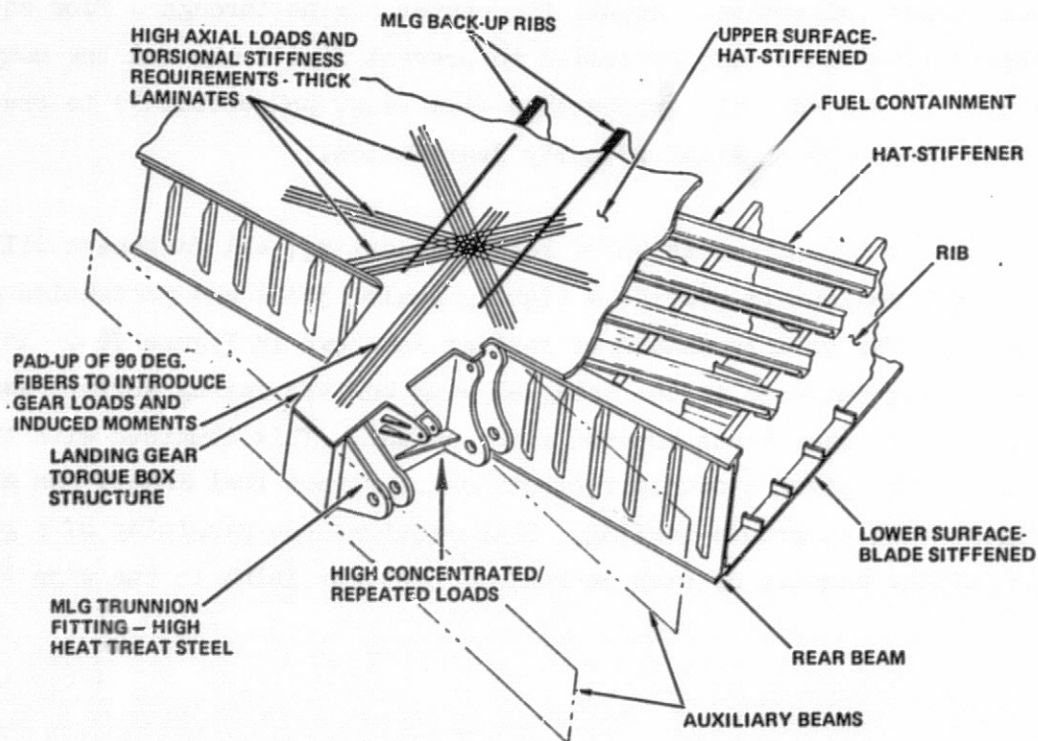 MLG BACK-UP RIBS
HIGH AXIAL LOADS AND
TORSIONAL STIFFNESS
REQUIREMENTS - THICK
LAMINATES
UPPER SURFACE-
HAT-STIFFENED
FUEL CONTAINMENT
HAT-STIFFENER
RIB
PAD-UP OF 90 DEG.
FIBERS TO INTRODUCE
GEAR LOADS AND
INDUCED MOMENTS
LANDING GEAR
TORQUE BOX
STRUCTURE
LOWER SURFACE-
BLADE SITFFENED
HIGH CONCENTRATED/
REPEATED LOADS
MLG TRUNNION
FITTING – HIGH
HEAT TREAT STEEL
REAR BEAM
AUXILIARY BEAMS